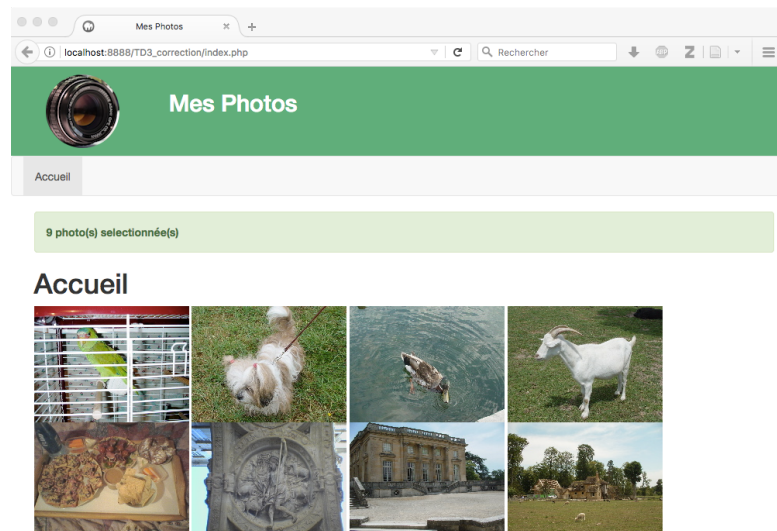 Mes Photos
localhost:8888/TD3_correction/index.php
Rechercher
Mes Photos
Accueil
9 photo(s) selectionnée(s)
Accueil